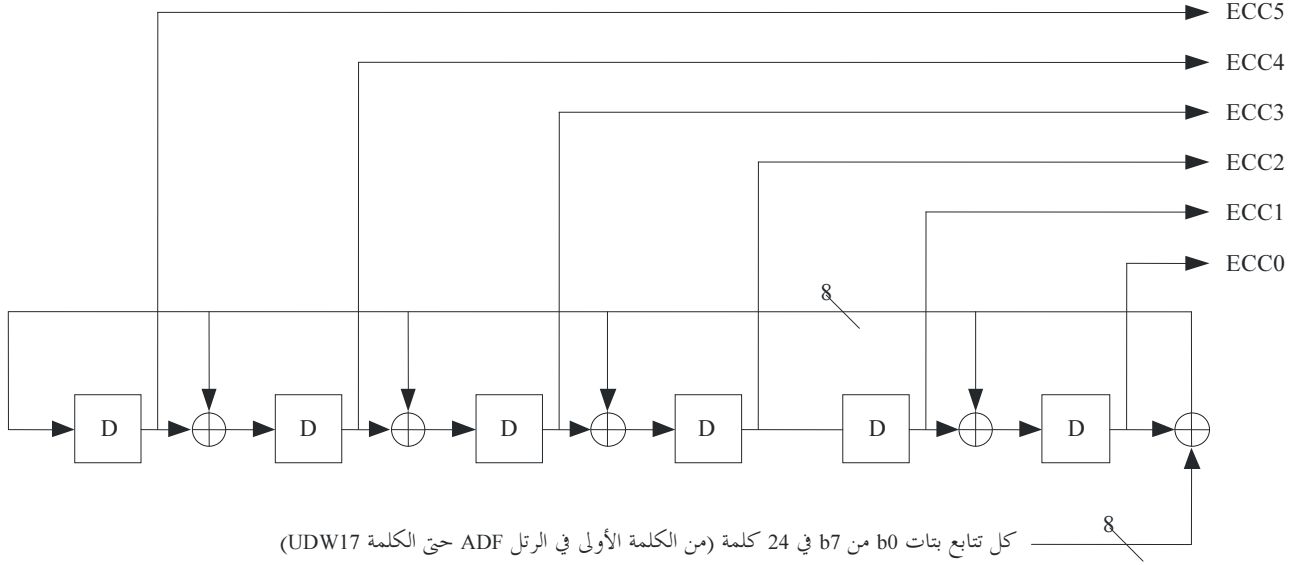 ECC5
ECC4
ECC3
ECC2
ECC1
ECC0
8
D D D D D D
8
كل تتابع بتات b0 من b7 في 24 كلمة (من الكلمة الأولى في الرتل ADF حتى الكلمة UDW17)